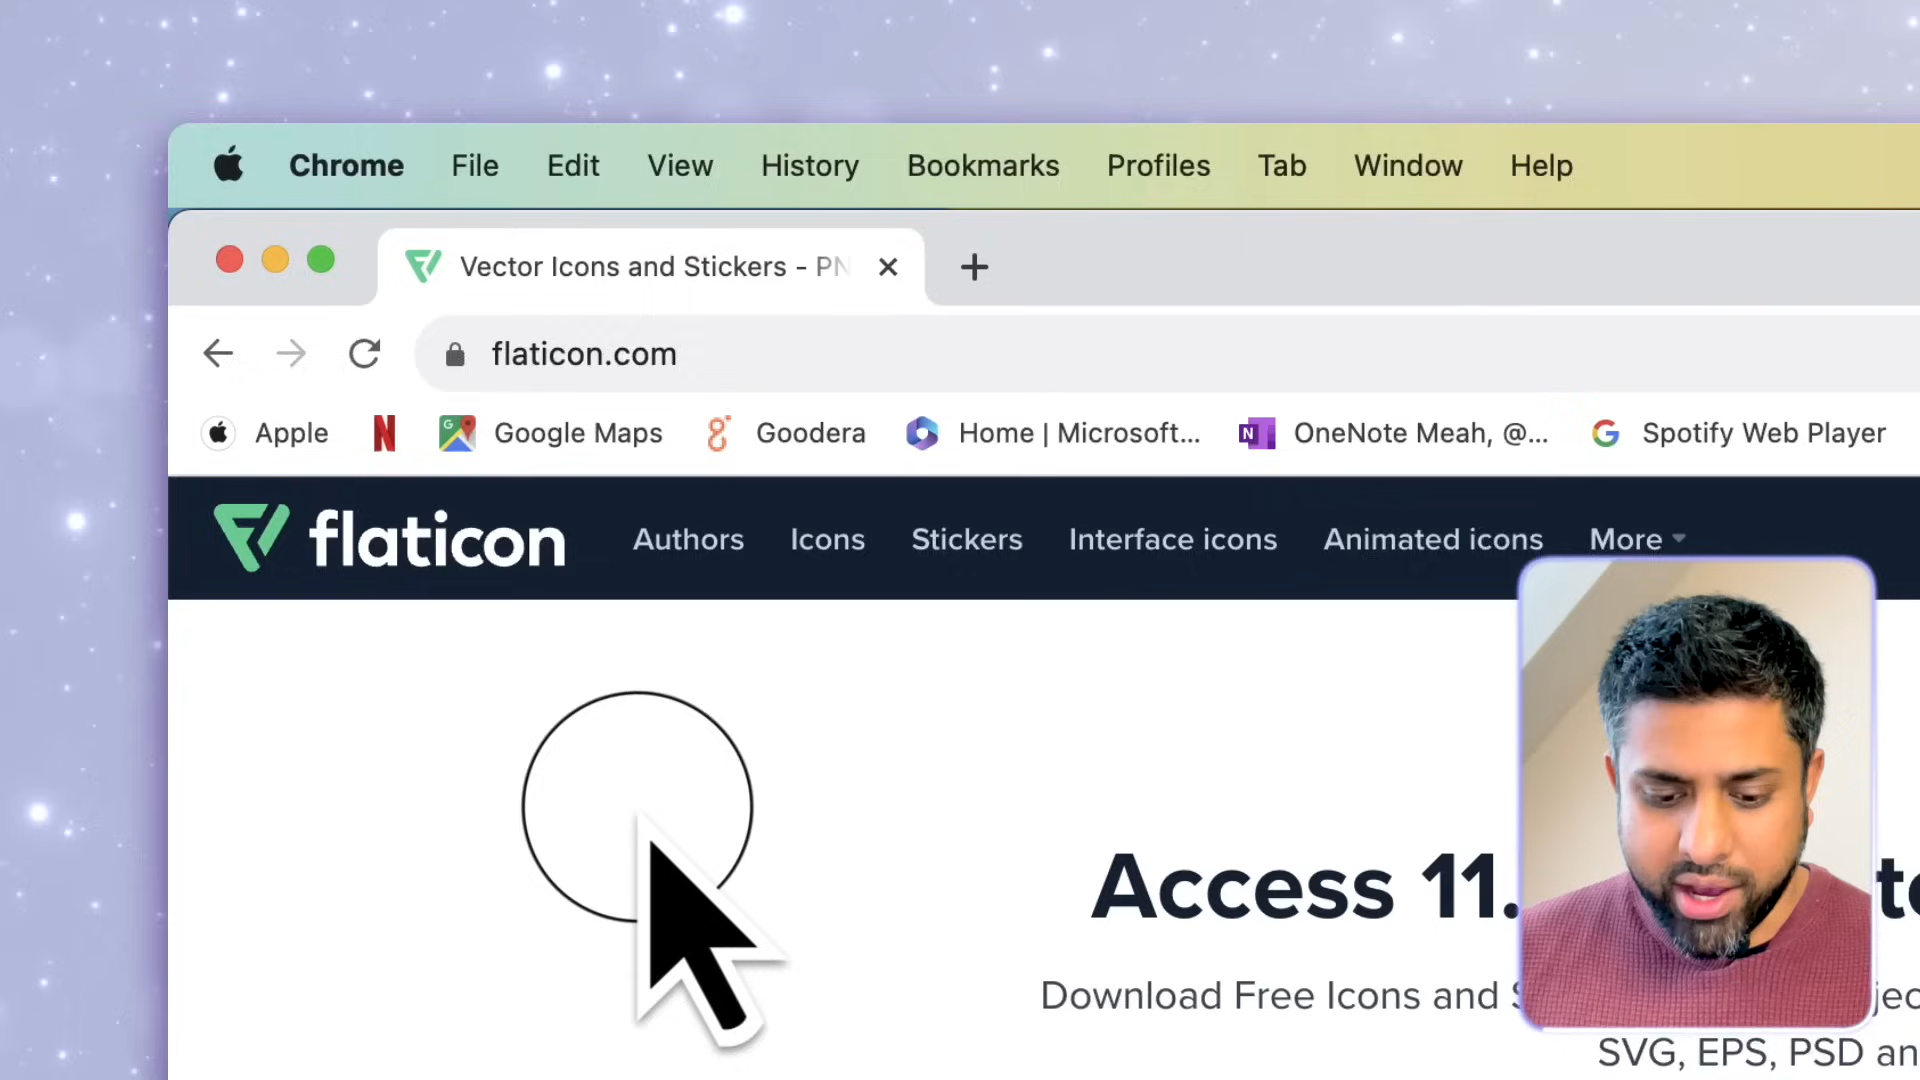 Chrome File Edit View History Bookmarks Profiles Tab Window Help
Vector Icons and Stickers - PN
flaticon.com
Apple Google Maps Goodera Home | Microsoft... OneNote Meah, @... Spotify Web Player
flaticon Authors Icons Stickers Interface icons Animated icons More
Access 11.
Download Free Icons and
SVG, EPS, PSD an